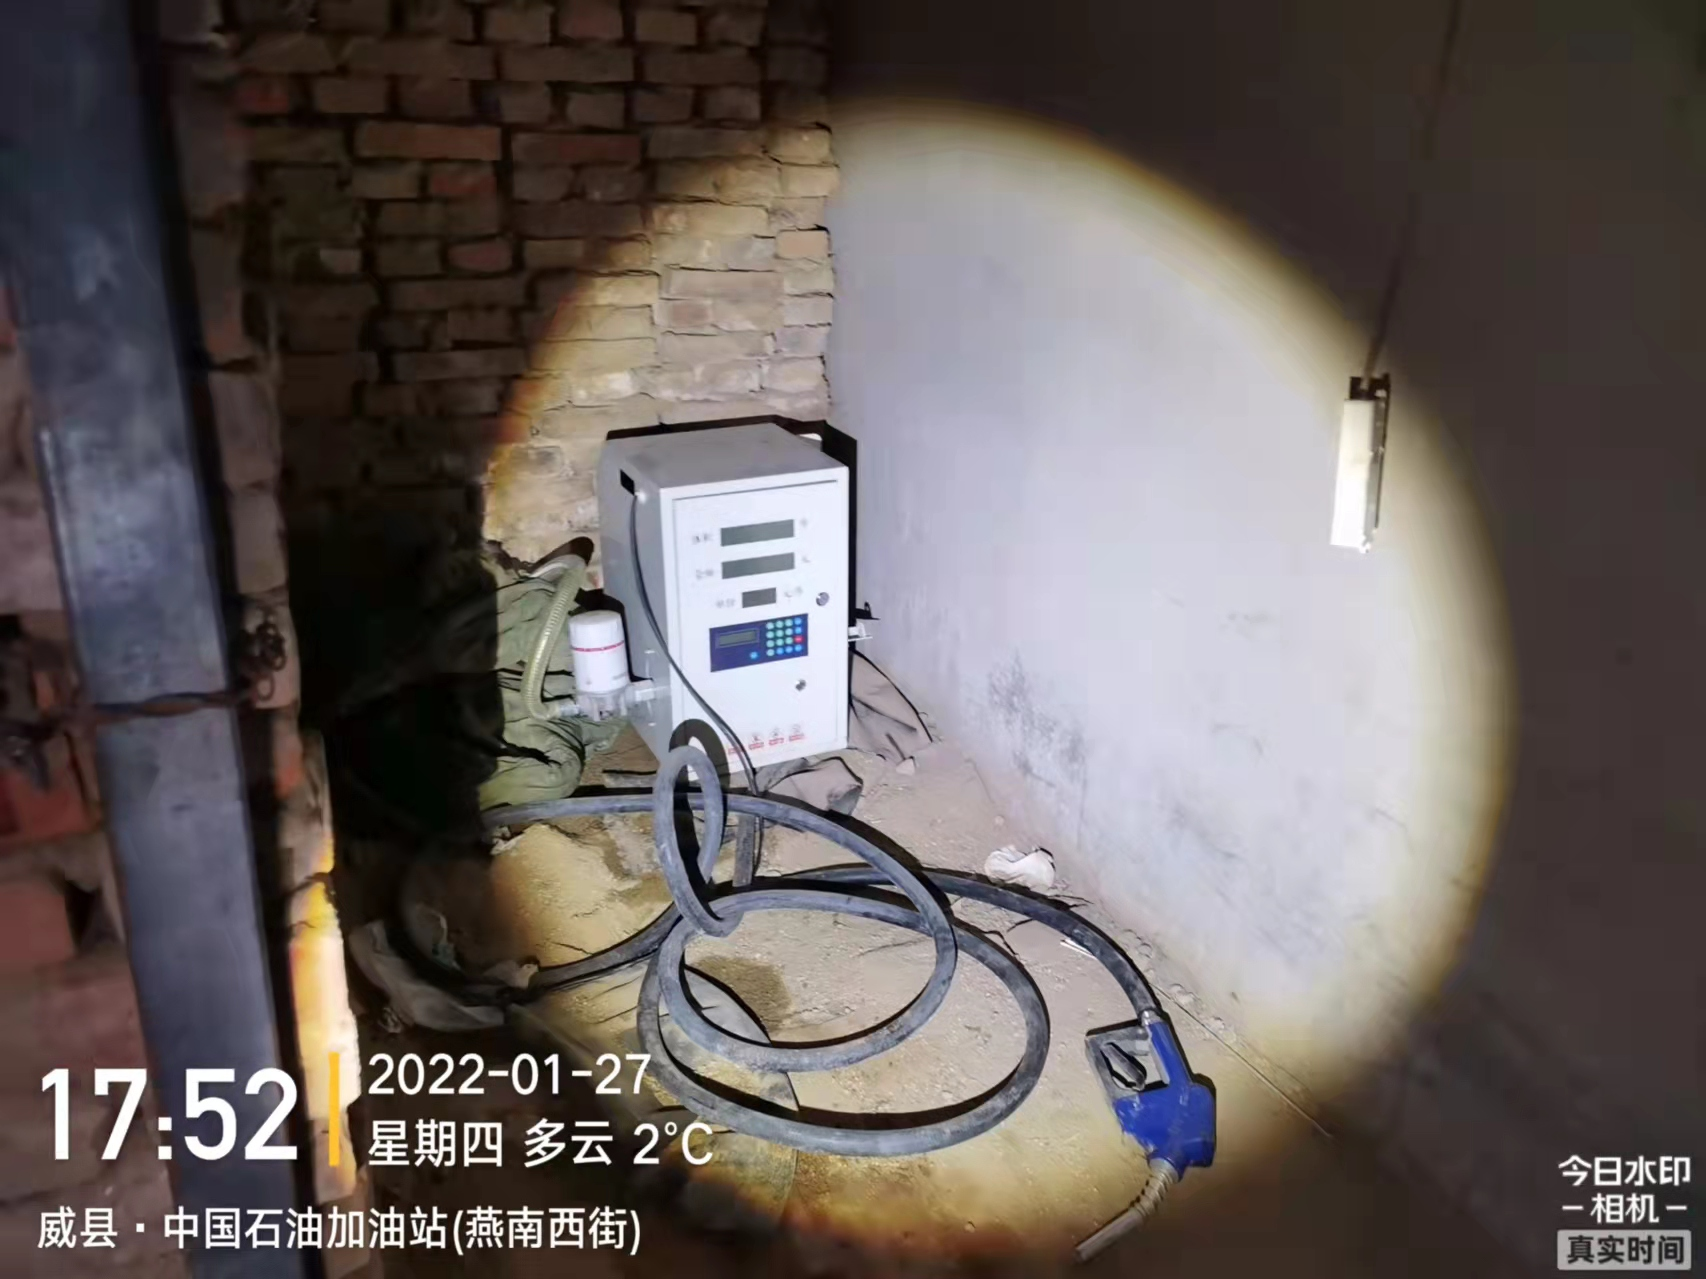 17:52
2022-01-27
星期四 多云 2°C
威县·中国石油加油站(燕南西街)
今日水印
-相机-
真实时间